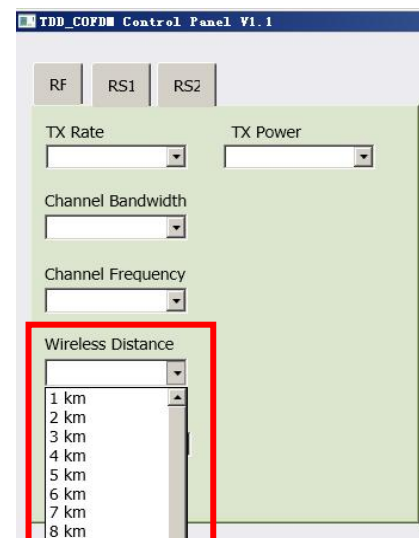 TDD_COFDM Control Panel V1.1
RF RS1 RS2
TX Rate TX Power
Channel Bandwidth
Channel Frequency
Wireless Distance
1 km
2 km
3 km
4 km
5 km
6 km
7 km
8 km